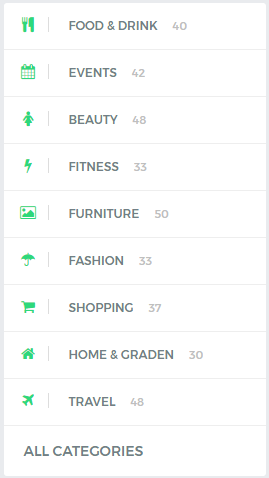 FOOD & DRINK 40
EVENTS 42
BEAUTY 48
FITNESS 33
FURNITURE 50
FASHION 33
SHOPPING 37
HOME & GRADEN 30
TRAVEL 48
ALL CATEGORIES